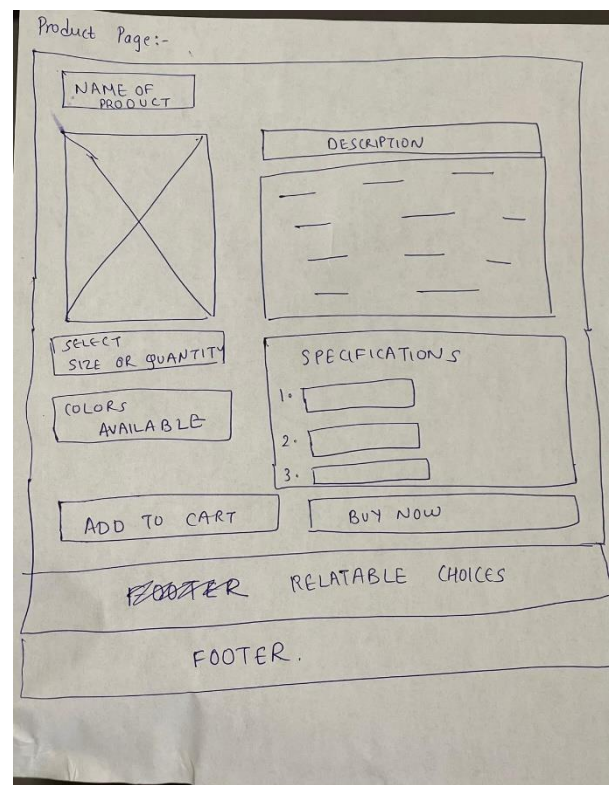 Product Page:-
NAME OF
PRODUCT
DESCRIPTION
SELECT
SIZE OR QUANTITY
COLORS
AVAILABLE
SPECIFICATIONS
1.
2.
3.
ADD TO CART
BUY NOW
FOOTER RELATABLE CHOICES
FOOTER.